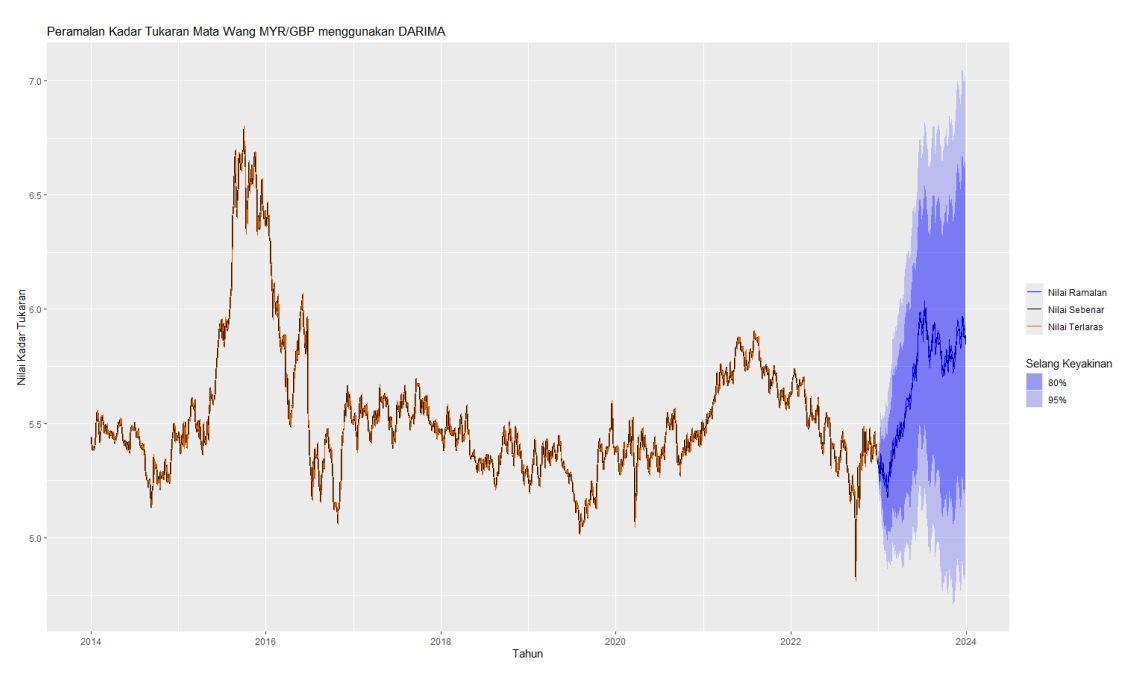 Peramalan Kadar Tukaran Mata Wang MYR/GBP menggunakan DARIMA
Nilai Kadar Tukaran
7.0
6.5
6.0
5.5
5.0
2014
2016
2018
2020
2022
2024
Tahun
Nilai Ramalan
Nilai Sebenar
Nilai Terlaras
Selang Keyakinan
80%
95%